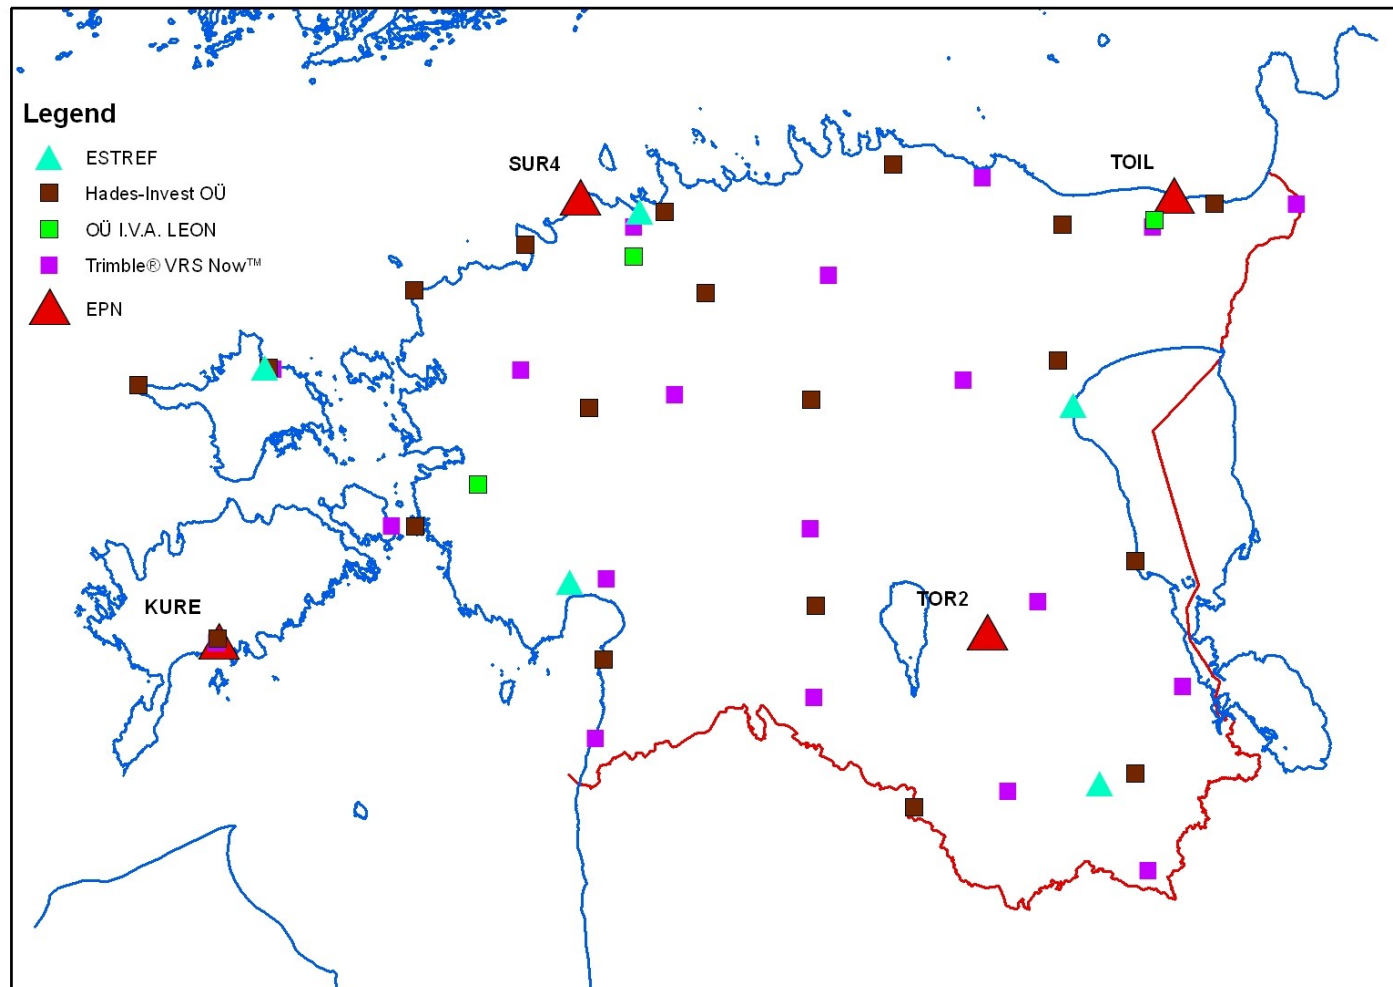 Legend
ESTREF
Hades-Invest OÜ
OÜ I.V.A. LEON
Trimble® VRS Now™
EPN
SUR4
TOIL
KURE
TOR2